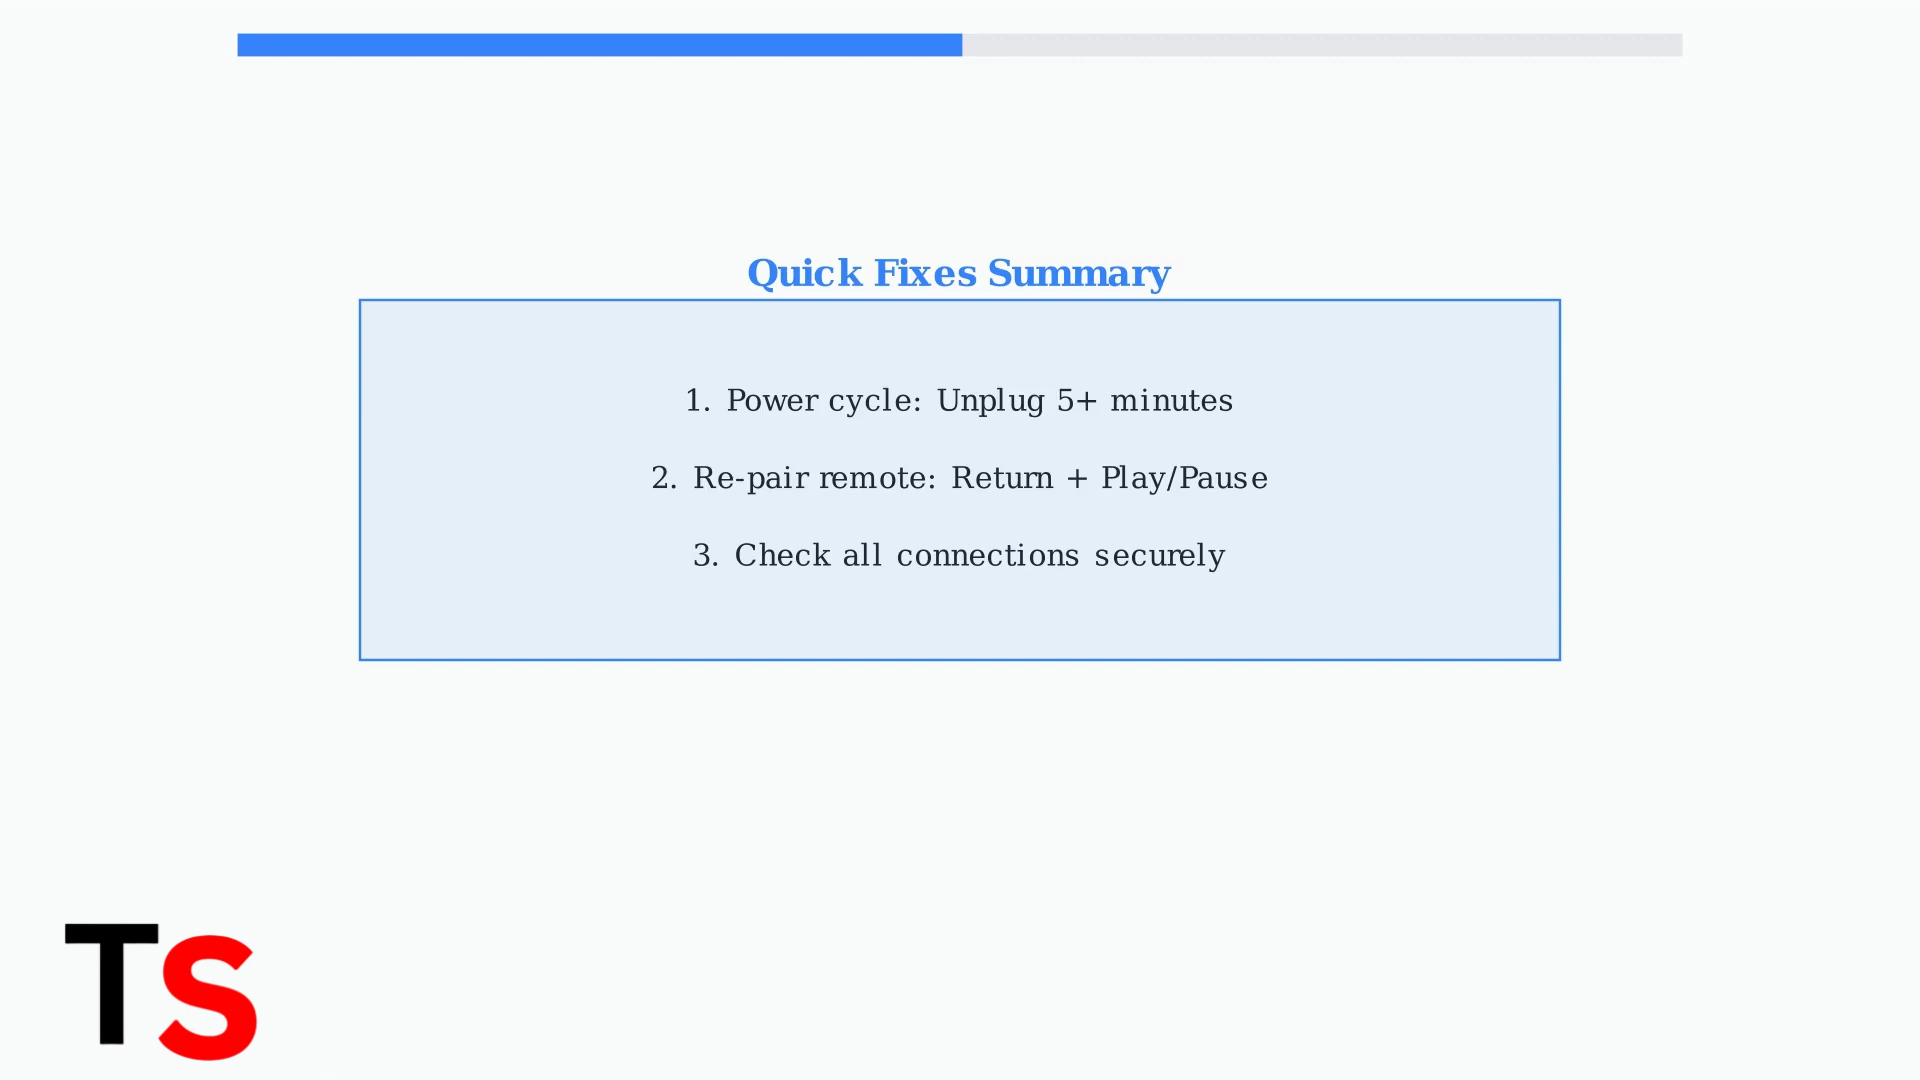 Quick Fixes Summary
1. Power cycle: Unplug 5+ minutes
2. Re-pair remote: Return + Play/Pause
3. Check all connections securely
TS